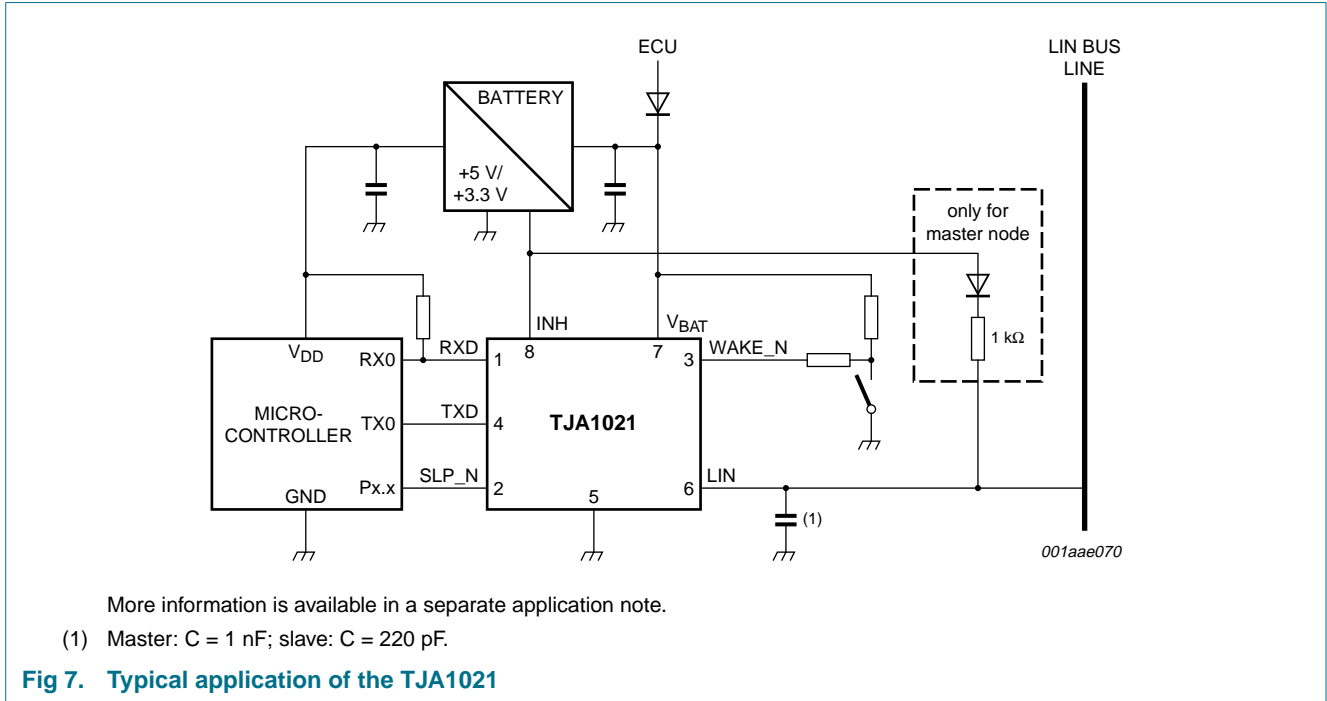 ECU
LIN BUS
LINE
BATTERY
+5 V/
+3.3 V
only for
master node
INH
VBAT
VDD
RX0
RXD
1
8
7
3
WAKE_N
1 kΩ
MICRO-
CONTROLLER
TX0
TXD
4
TJA1021
Px.x
SLP_N
2
GND
5
6
LIN
(1)
001aae070
More information is available in a separate application note.
(1) Master: C = 1 nF; slave: C = 220 pF.
Fig 7. Typical application of the TJA1021